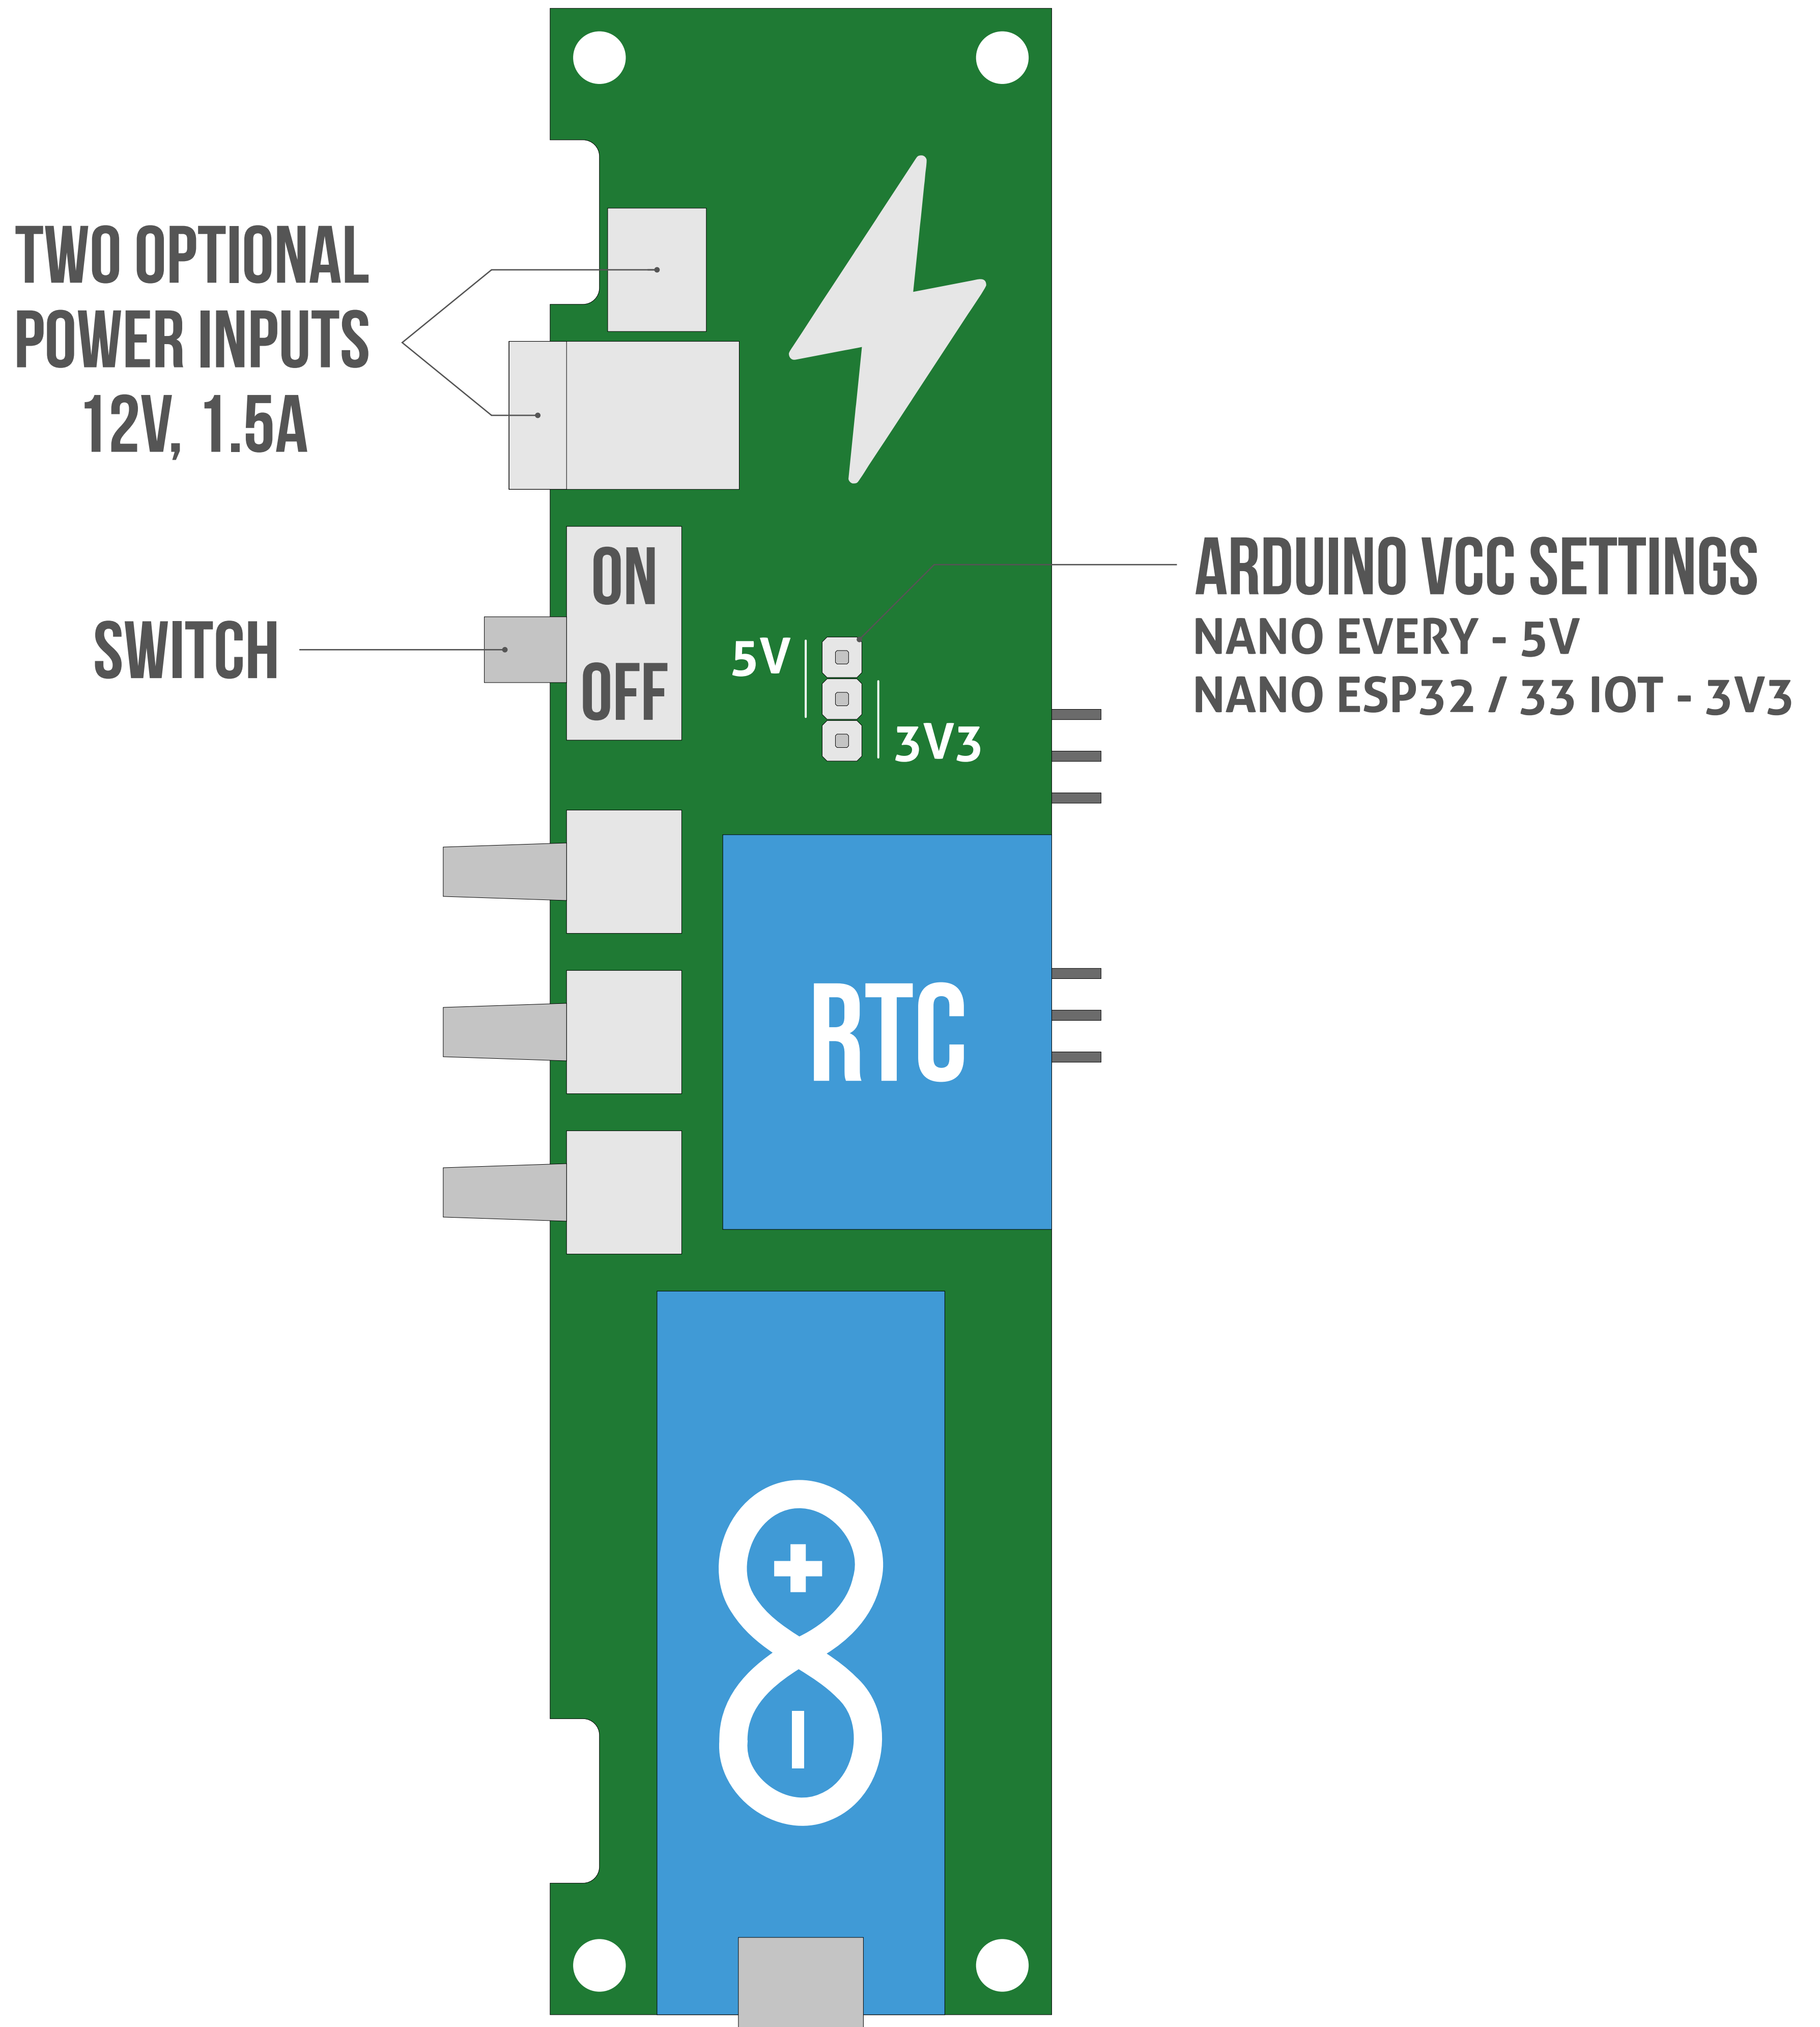 TWO OPTIONAL
POWER INPUTS
12V, 1.5A
ON
OFF
SWITCH
ARDUINO VCC SETTINGS
NANO EVERY - 5V
NANO ESP32 / 33 IOT - 3V3
5V
3V3
RTC